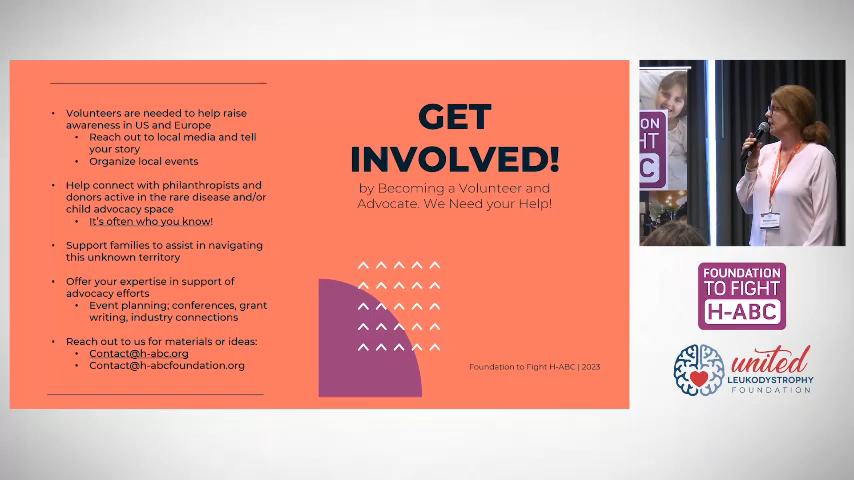 Volunteers are needed to help raise
awareness in US and Europe
Reach out to local media and tell
your story
Organize local events
Help connect with philanthropists and
donors active in the rare disease and/or
child advocacy space
It's often who you know!
Support families to assist in navigating
this unknown territory
Offer your expertise in support of
advocacy efforts
Event planning; conferences, grant
writing, industry connections
Reach out to us for materials or ideas:
Contact@h-abc.org
Contact@h-abcfoundation.org
GET
INVOLVED!
by Becoming a Volunteer and
Advocate. We Need your Help!
Foundation to Fight H-ABC | 2023
ON
HT
C
FOUNDATION
TO FIGHT
H-ABC
united
LEUKODYSTROPHY
FOUNDATION